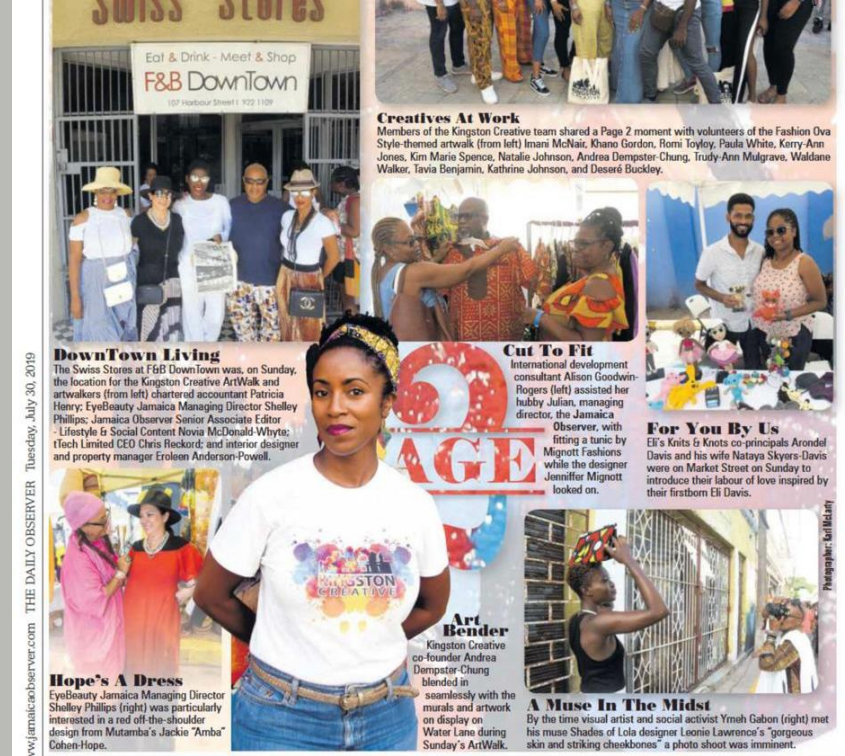 SWISS STORES
Eat & Drink - Meet & Shop
F&B DownTown
107 Harbour Street I 922 1109
Creatives At Work
Members of the Kingston Creative team shared a Page 2 moment with volunteers of the Fashion Ova
Style-themed artwalk (from left) Imani McNair, Khano Gordon, Romi Toyloy, Paula White, Kerry-Ann
Jones, Kim Marie Spence, Natalie Johnson, Andrea Dempster-Chung, Trudy-Ann Mulgrave, Waldane
Walker, Tavia Benjamin, Kathrine Johnson, and Deseré Buckley.
DownTown Living
The Swiss Stores at F&B DownTown was, on Sunday,
the location for the Kingston Creative ArtWalk and
artwalkers (from left) chartered accountant Patricia
Henry; EyeBeauty Jamaica Managing Director Shelley
Phillips; Jamaica Observer Senior Associate Editor
- Lifestyle & Social Content Novia McDonald-Whyte;
tTech Limited CEO Chris Reckord; and interior designer
and property manager Eroleen Anderson-Powell.
PAGE
2
Cut To Fit
International development
consultant Alison Goodwin-
Rogers (left) assisted her
hubby Julian, managing
director, the Jamaica
Observer, with
fitting a tunic by
Mignott Fashions
while the designer
Jenniffer Mignott
looked on.
For You By Us
Eli's Knits & Knots co-principals Arondel
Davis and his wife Nataya Skyers-Davis
were on Market Street on Sunday to
introduce their labour of love inspired by
their firstborn Eli Davis.
Photographer: Karl McLarty
KINGSTON
CREATIVE
Hope's A Dress
EyeBeauty Jamaica Managing Director
Shelley Phillips (right) was particularly
interested in a red off-the-shoulder
design from Mutamba's Jackie "Amba"
Cohen-Hope.
Art
Bender
Kingston Creative
co-founder Andrea
Dempster-Chung
blended in
seamlessly with the
murals and artwork
on display on
Water Lane during
Sunday's ArtWalk.
A Muse In The Midst
By the time visual artist and social activist Ymeh Gabon (right) met
his muse Shades of Lola designer Leonie Lawrence's "gorgeous
skin and striking cheekbones" a photo shoot was imminent.
ww.jamaicaobserver.com THE DAILY OBSERVER Tuesday, July 30, 2019